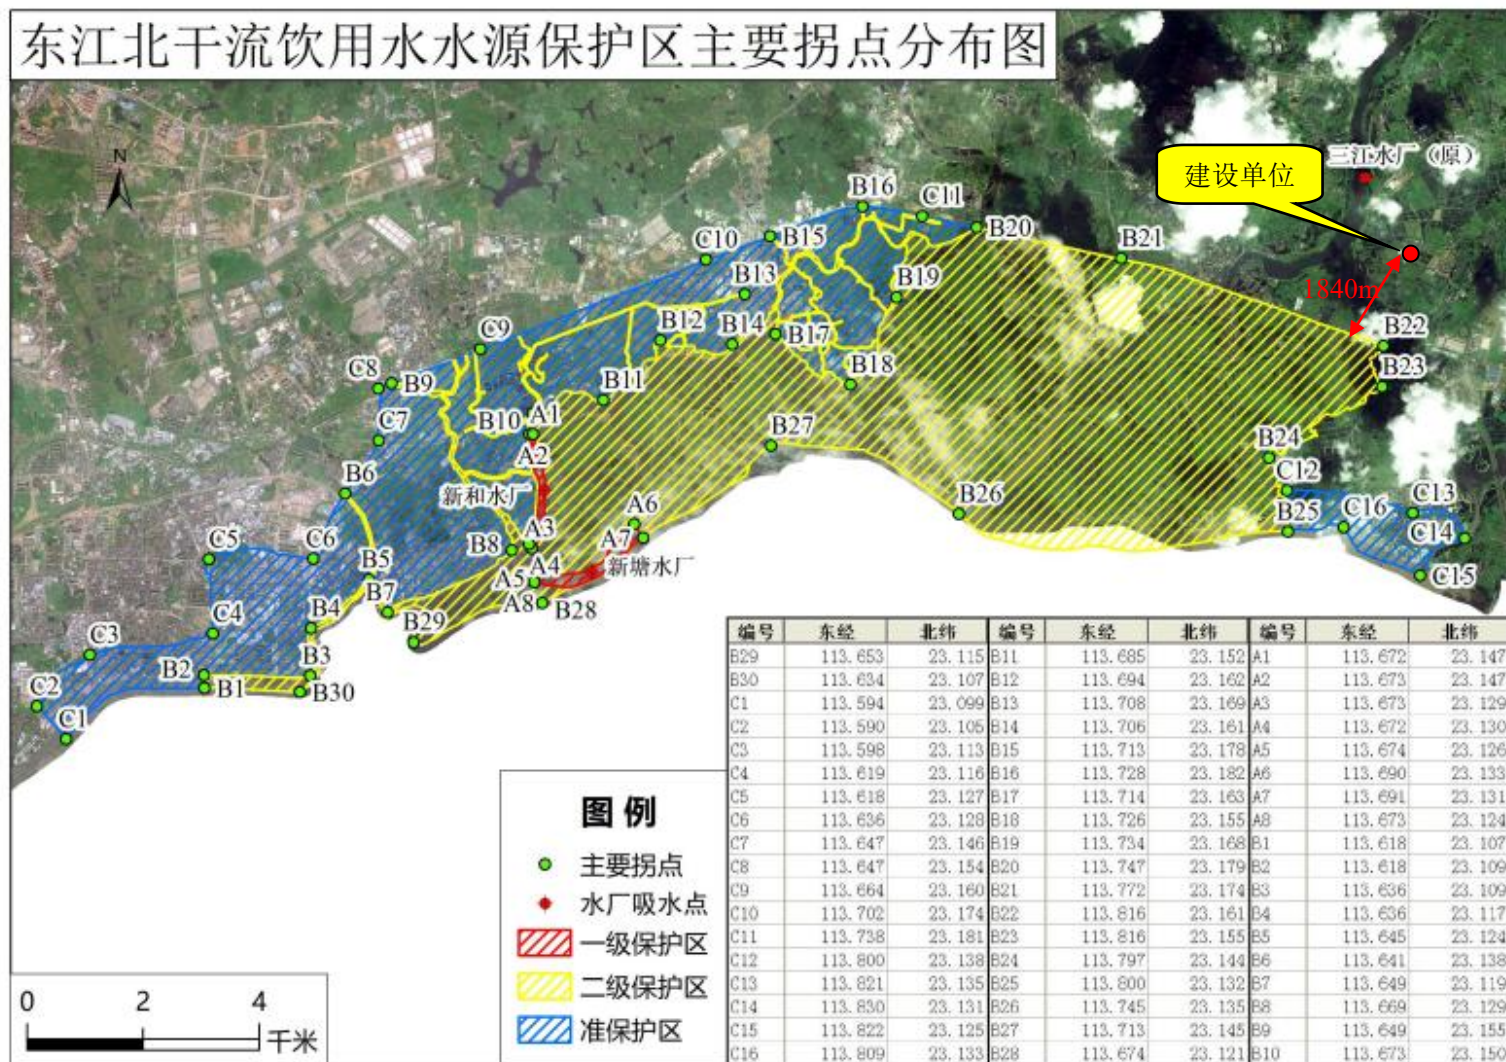 东江北干流饮用水水源保护区主要拐点分布图
N
三江水厂（原）
建设单位
1840m
B16
C11
B20
B15
B21
C10
B13
B19
B22
B12
B14
B17
B23
C9
B18
C8
B9
B11
C7
B10
A1
B27
A2
B24
B6
新和水厂
C12
A6
B26
C16
C13
C5
C6
B8
A3
A7
B25
C14
B5
A4
新塘水厂
A5
C15
B7
A8
B28
C4
B4
B29
C3
B2
B3
C2
B1
B30
C1
编号 东经 北纬 编号 东经 北纬 编号 东经 北纬
B29 113.653 23.115 B11 113.685 23.152 A1 113.672 23.147
B30 113.634 23.107 B12 113.694 23.162 A2 113.673 23.147
C1 113.594 23.099 B13 113.708 23.169 A3 113.673 23.129
C2 113.590 23.105 B14 113.706 23.161 A4 113.672 23.130
C3 113.598 23.113 B15 113.713 23.178 A5 113.674 23.126
C4 113.619 23.116 B16 113.728 23.182 A6 113.690 23.133
C5 113.618 23.127 B17 113.714 23.163 A7 113.691 23.131
C6 113.636 23.128 B18 113.726 23.155 A8 113.673 23.124
C7 113.647 23.146 B19 113.734 23.168 B1 113.618 23.107
C8 113.647 23.154 B20 113.747 23.179 B2 113.618 23.109
C9 113.664 23.160 B21 113.772 23.174 B3 113.636 23.109
C10 113.702 23.174 B22 113.816 23.161 B4 113.636 23.117
C11 113.738 23.181 B23 113.816 23.155 B5 113.645 23.124
C12 113.800 23.138 B24 113.797 23.144 B6 113.641 23.138
C13 113.821 23.135 B25 113.800 23.132 B7 113.649 23.119
C14 113.830 23.131 B26 113.745 23.135 B8 113.669 23.129
C15 113.822 23.125 B27 113.713 23.145 B9 113.649 23.155
C16 113.809 23.133 B28 113.674 23.121 B10 113.673 23.150
图例
主要拐点
水厂吸水点
一级保护区
二级保护区
准保护区
0 2 4
千米